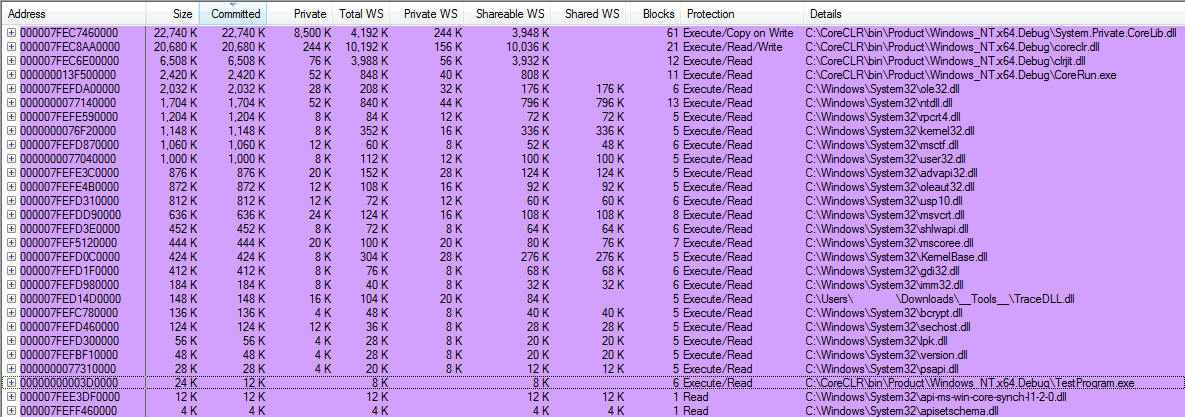 Address Size Committed Private Total WS Private WS Shareable WS Shared WS Blocks Protection Details
000007FEC7460000 22,740 K 22,740 K 8,500 K 4,192 K 244 K 3,948 K 61 Execute/Copy on Write C:\CoreCLR\bin\Product\Windows_NT.x64.Debug\System.Private.CoreLib.dll
000007FEC8AA0000 20,680 K 20,680 K 244 K 10,192 K 156 K 10,036 K 21 Execute/Read/Write C:\CoreCLR\bin\Product\Windows_NT.x64.Debug\coreclr.dll
000007FEC6E00000 6,508 K 6,508 K 76 K 3,988 K 56 K 3,932 K 12 Execute/Read C:\CoreCLR\bin\Product\Windows_NT.x64.Debug\clrjit.dll
000000013F500000 2,420 K 2,420 K 52 K 848 K 40 K 808 K 11 Execute/Read C:\CoreCLR\bin\Product\Windows_NT.x64.Debug\CoreRun.exe
000007FEFDA00000 2,032 K 2,032 K 28 K 208 K 32 K 176 K 176 K 6 Execute/Read C:\Windows\System32\ole32.dll
0000000077140000 1,704 K 1,704 K 52 K 840 K 44 K 796 K 796 K 13 Execute/Read C:\Windows\System32\ntdll.dll
000007FEFE590000 1,204 K 1,204 K 8 K 84 K 12 K 72 K 72 K 5 Execute/Read C:\Windows\System32\rpcrt4.dll
0000000076F20000 1,148 K 1,148 K 8 K 352 K 16 K 336 K 336 K 6 Execute/Read C:\Windows\System32\kernel32.dll
000007FEFD870000 1,060 K 1,060 K 12 K 60 K 8 K 52 K 48 K 6 Execute/Read C:\Windows\System32\msctf.dll
0000000077040000 1,000 K 1,000 K 8 K 112 K 12 K 100 K 100 K 5 Execute/Read C:\Windows\System32\user32.dll
000007FEFE3C0000 876 K 876 K 20 K 152 K 28 K 124 K 124 K 5 Execute/Read C:\Windows\System32\advapi32.dll
000007FEFE4B0000 872 K 872 K 12 K 108 K 16 K 92 K 92 K 5 Execute/Read C:\Windows\System32\oleaut32.dll
000007FEFD310000 812 K 812 K 12 K 72 K 12 K 60 K 60 K 5 Execute/Read C:\Windows\System32\usp10.dll
000007FEFDD90000 636 K 636 K 24 K 124 K 16 K 108 K 108 K 8 Execute/Read C:\Windows\System32\msvcrt.dll
000007FEFD3E0000 452 K 452 K 8 K 72 K 8 K 64 K 64 K 6 Execute/Read C:\Windows\System32\shlwapi.dll
000007FEF5120000 444 K 444 K 20 K 100 K 20 K 80 K 76 K 7 Execute/Read C:\Windows\System32\mscoree.dll
000007FEFD0C0000 424 K 424 K 8 K 304 K 28 K 276 K 276 K 5 Execute/Read C:\Windows\System32\KernelBase.dll
000007FEFD1F0000 412 K 412 K 8 K 76 K 8 K 68 K 68 K 6 Execute/Read C:\Windows\System32\gdi32.dll
000007FEFD980000 184 K 184 K 8 K 40 K 8 K 32 K 32 K 6 Execute/Read C:\Windows\System32\imm32.dll
000007FED14D0000 148 K 148 K 16 K 104 K 20 K 84 K 5 Execute/Read C:\Users\ \Downloads\__Tools__\TraceDLL.dll
000007FEFC780000 136 K 136 K 4 K 48 K 8 K 40 K 40 K 5 Execute/Read C:\Windows\System32\bcrypt.dll
000007FEFD460000 124 K 124 K 12 K 36 K 8 K 28 K 28 K 5 Execute/Read C:\Windows\System32\sechost.dll
000007FEFD300000 56 K 56 K 4 K 28 K 8 K 20 K 20 K 5 Execute/Read C:\Windows\System32\lpk.dll
000007FEFBF10000 48 K 48 K 4 K 28 K 8 K 20 K 20 K 5 Execute/Read C:\Windows\System32\version.dll
0000000077310000 28 K 28 K 4 K 20 K 8 K 12 K 12 K 5 Execute/Read C:\Windows\System32\psapi.dll
00000000003D0000 24 K 12 K 8 K 8 K 6 Execute/Read C:\CoreCLR\bin\Product\Windows_NT.x64.Debug\TestProgram.exe
000007FEE3DF0000 12 K 12 K 1 Read C:\Windows\System32\api-ms-win-core-synch-l1-2-0.dll
000007FEFF460000 4 K 4 K 1 Read C:\Windows\System32\apisetschema.dll